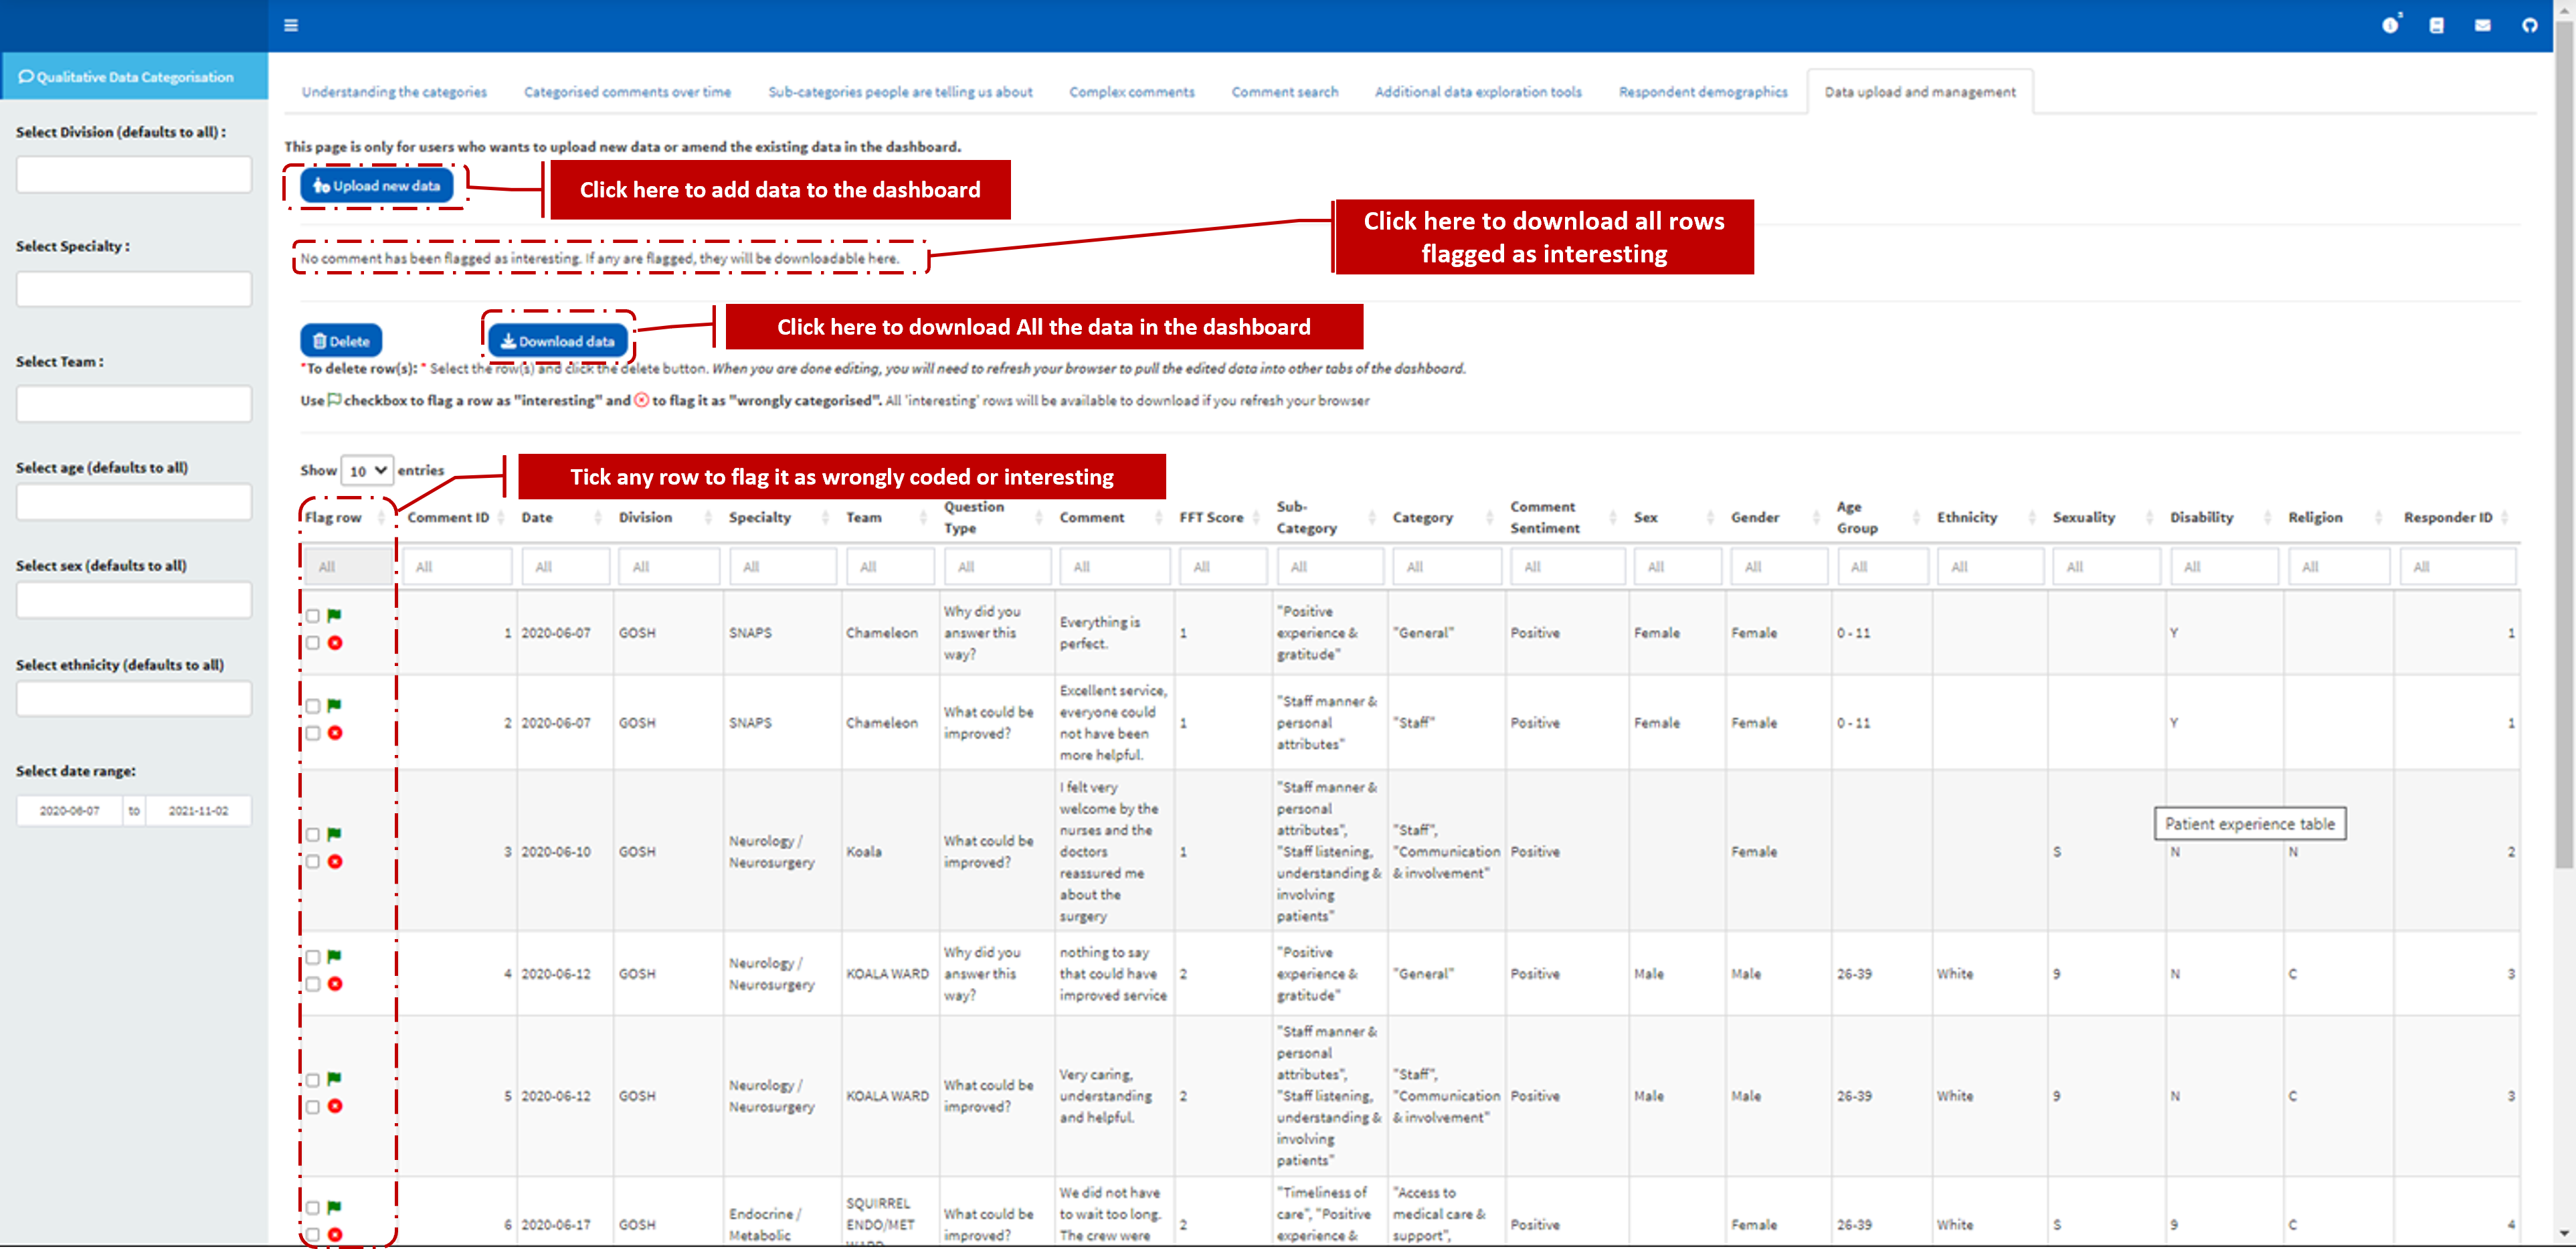 3
Qualitative Data Categorisation
Understanding the categories
Categorised comments over time
Sub-categories people are telling us about
Complex comments
Comment search
Additional data exploration tools
Respondent demographics
Data upload and management
Select Division (defaults to all) :
Select Specialty :
Select Team :
Select age (defaults to all)
Select sex (defaults to all)
Select ethnicity (defaults to all)
Select date range:
2020-06-07 to 2021-11-02
This page is only for users who wants to upload new data or amend the existing data in the dashboard.
Upload new data
Click here to add data to the dashboard
Click here to download all rows
flagged as interesting
No comment has been flagged as interesting. If any are flagged, they will be downloadable here.
Delete
Download data
Click here to download All the data in the dashboard
*To delete row(s): * Select the row(s) and click the delete button. When you are done editing, you will need to refresh your browser to pull the edited data into other tabs of the dashboard.
Use checkbox to flag a row as "interesting" and to flag it as "wrongly categorised". All 'interesting' rows will be available to download if you refresh your browser
Show 10 entries
Tick any row to flag it as wrongly coded or interesting
Flag row
Comment ID
Date
Division
Specialty
Team
Question
Type
Comment
FFT Score
Sub-
Category
Category
Comment
Sentiment
Sex
Gender
Age
Group
Ethnicity
Sexuality
Disability
Religion
Responder ID
All All All All All All All All All All All All All All All All All All All All
1
2020-06-07
GOSH
SNAPS
Chameleon
Why did you
answer this
way?
Everything is
perfect.
1
"Positive
experience &
gratitude"
"General"
Positive
Female
Female
0 - 11
Y
1
2
2020-06-07
GOSH
SNAPS
Chameleon
What could be
improved?
Excellent service,
everyone could
not have been
more helpful.
1
"Staff manner &
personal
attributes"
"Staff"
Positive
Female
Female
0 - 11
Y
1
3
2020-06-10
GOSH
Neurology /
Neurosurgery
Koala
What could be
improved?
I felt very
welcome by the
nurses and the
doctors
reassured me
about the
surgery
1
"Staff manner &
personal
attributes",
"Staff listening,
understanding &
involving
patients"
"Staff",
"Communication
& involvement"
Positive
Female
S
Patient experience table
N
N
2
4
2020-06-12
GOSH
Neurology /
Neurosurgery
KOALA WARD
Why did you
answer this
way?
nothing to say
that could have
improved service
2
"Positive
experience &
gratitude"
"General"
Positive
Male
Male
26-39
White
9
N
C
3
5
2020-06-12
GOSH
Neurology /
Neurosurgery
KOALA WARD
What could be
improved?
Very caring,
understanding
and helpful.
2
"Staff manner &
personal
attributes",
"Staff listening,
understanding &
involving
patients"
"Staff",
"Communication
& involvement"
Positive
Male
Male
26-39
White
9
N
C
3
6
2020-06-17
GOSH
Endocrine /
Metabolic
SQUIRREL
ENDO/MET
What could be
improved?
We did not have
to wait too long.
The crew were
2
"Timeliness of
care", "Positive
experience &
"Access to
medical care &
support",
Positive
Female
26-39
White
S
9
C
4